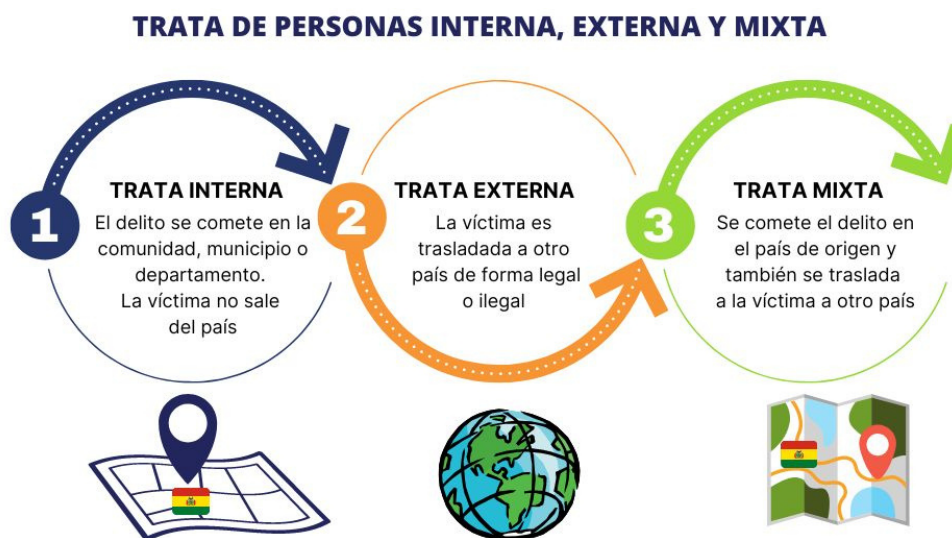 TRATA DE PERSONAS INTERNA, EXTERNA Y MIXTA
1
TRATA INTERNA
El delito se comete en la
comunidad, municipio o
departamento.
La víctima no sale
del país
2
TRATA EXTERNA
La víctima es
trasladada a otro
país de forma legal
o ilegal
3
TRATA MIXTA
Se comete el delito en
el país de origen y
también se traslada
a la víctima a otro país